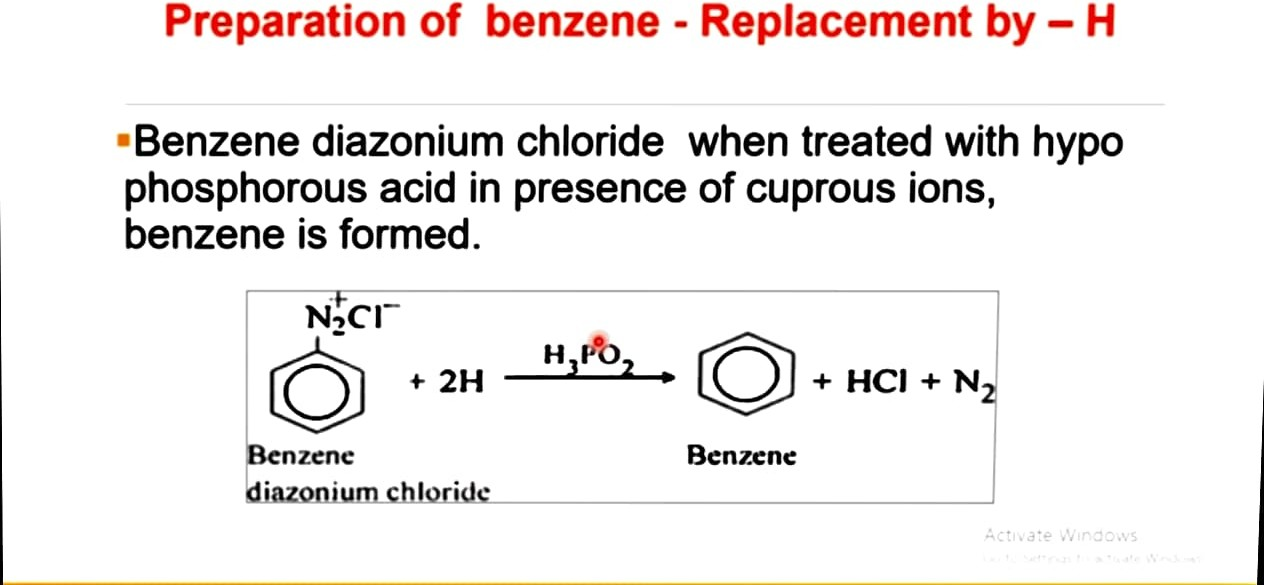 Preparation of benzene - Replacement by – H
▪Benzene diazonium chloride when treated with hypo
phosphorous acid in presence of cuprous ions,
benzene is formed.
N₂⁺Cl⁻
+ 2H
H₃PO₂
+ HCl + N₂
Benzene
diazonium chloride
Benzene
Activate Windows